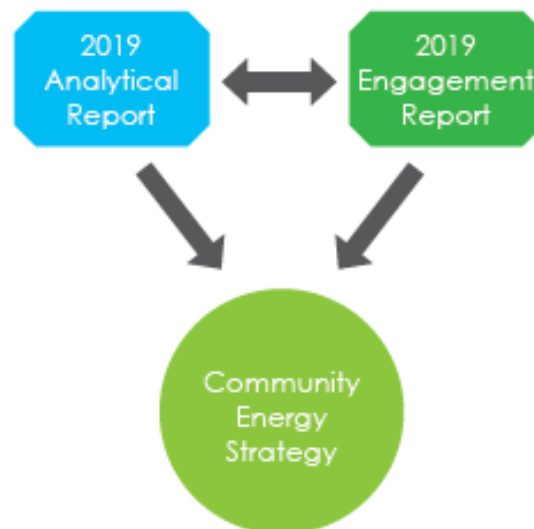 2019
Analytical
Report
2019
Engagement
Report
Community
Energy
Strategy